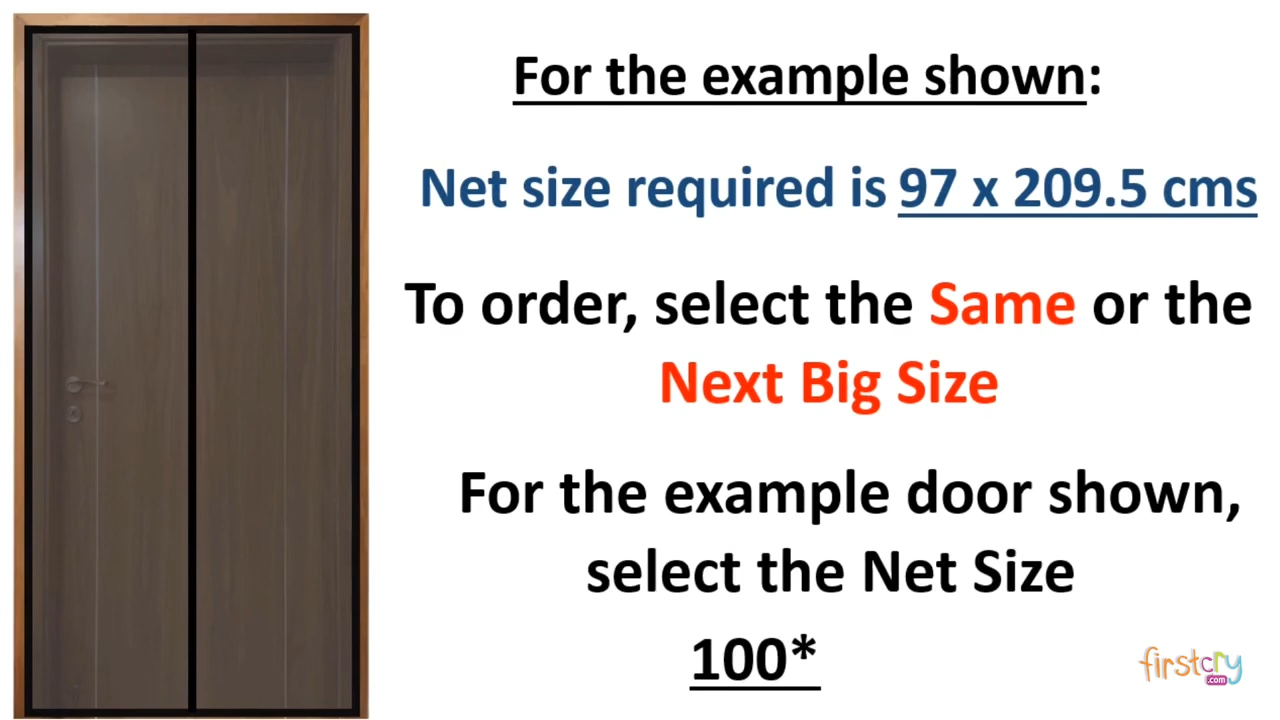 For the example shown:
Net size required is 97 x 209.5 cms
To order, select the Same or the
Next Big Size
For the example door shown,
select the Net Size
100*
firstcry
.com